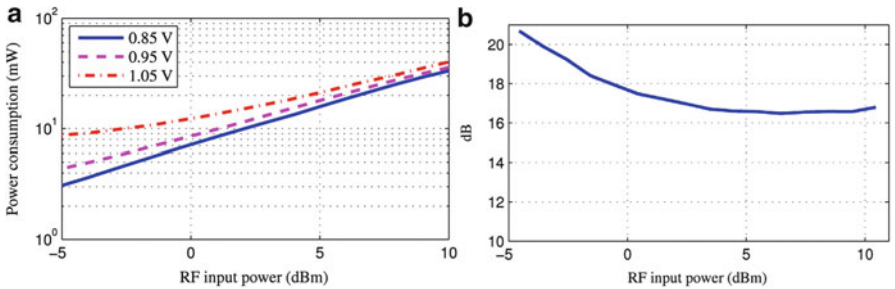 a
Power consumption (mW)
10²
10¹
10⁰
0.85 V
0.95 V
1.05 V
−5
0
5
10
RF input power (dBm)
b
dB
20
18
16
14
12
10
−5
0
5
10
RF input power (dBm)